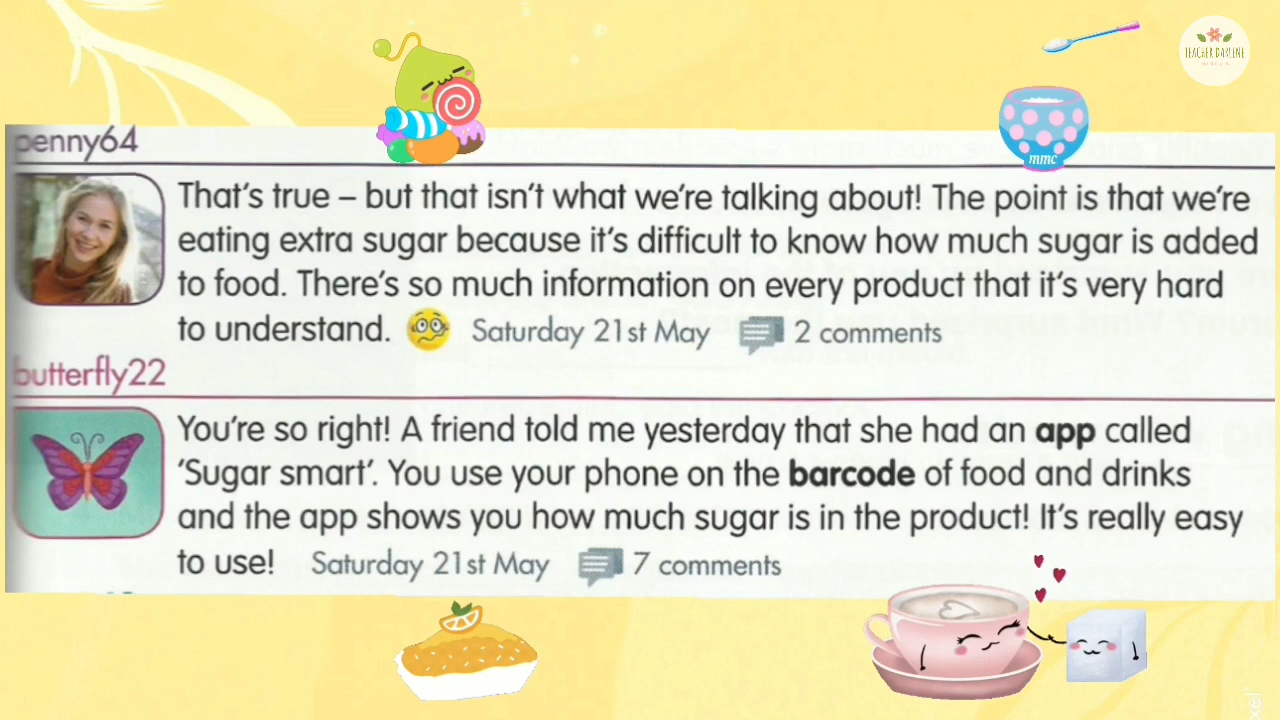 TEACHER DARLENE
mmc
penny64
That's true – but that isn't what we're talking about! The point is that we're
eating extra sugar because it's difficult to know how much sugar is added
to food. There's so much information on every product that it's very hard
to understand. Saturday 21st May 2 comments
butterfly22
You're so right! A friend told me yesterday that she had an app called
'Sugar smart'. You use your phone on the barcode of food and drinks
and the app shows you how much sugar is in the product! It's really easy
to use! Saturday 21st May 7 comments